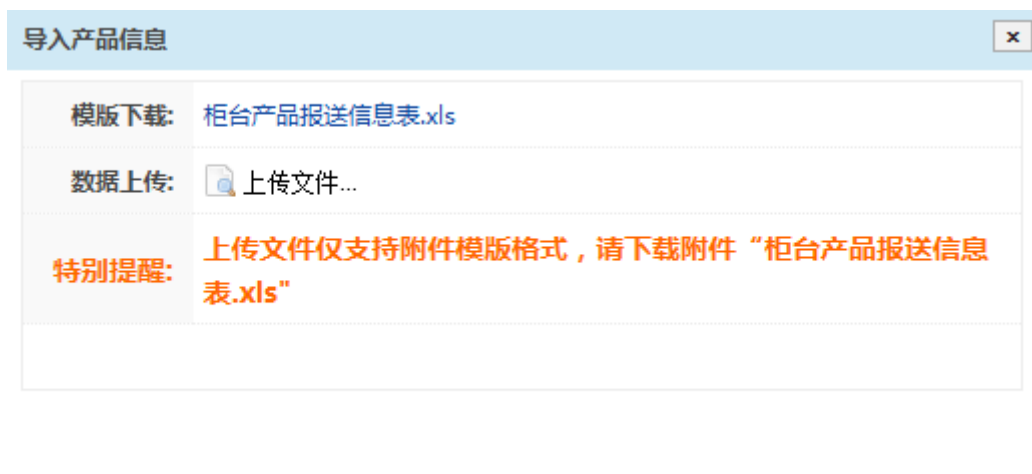 导入产品信息
模版下载: 柜台产品报送信息表.xls
数据上传: 上传文件...
特别提醒: 上传文件仅支持附件模版格式，请下载附件“柜台产品报送信息
表.xls"